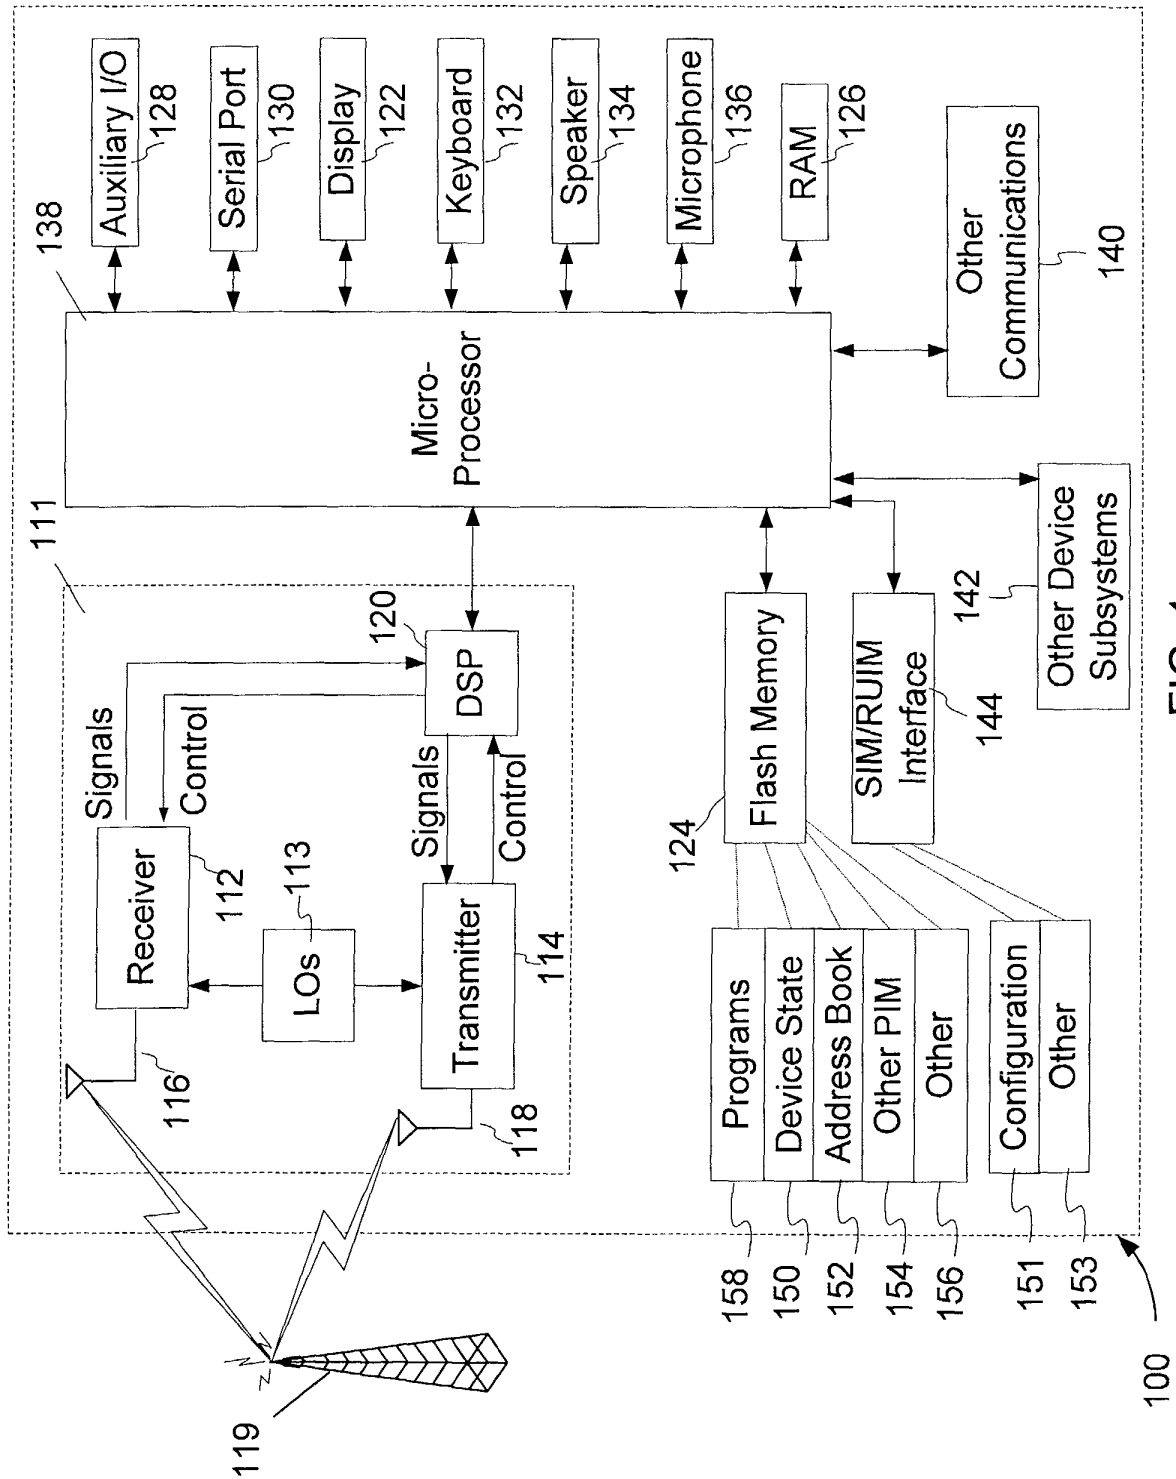 100
119
111
138
116
Receiver
112
Signals
Control
LOs
113
118
Transmitter
114
Signals
Control
DSP
120
Micro-
Processor
Auxiliary I/O
128
Serial Port
130
Display
122
Keyboard
132
Speaker
134
Microphone
136
RAM
126
Other
Communications
140
Other Device
Subsystems
142
124
Flash Memory
SIM/RUIM
Interface
144
158
Programs
150
Device State
152
Address Book
154
Other PIM
156
Other
151
Configuration
153
Other